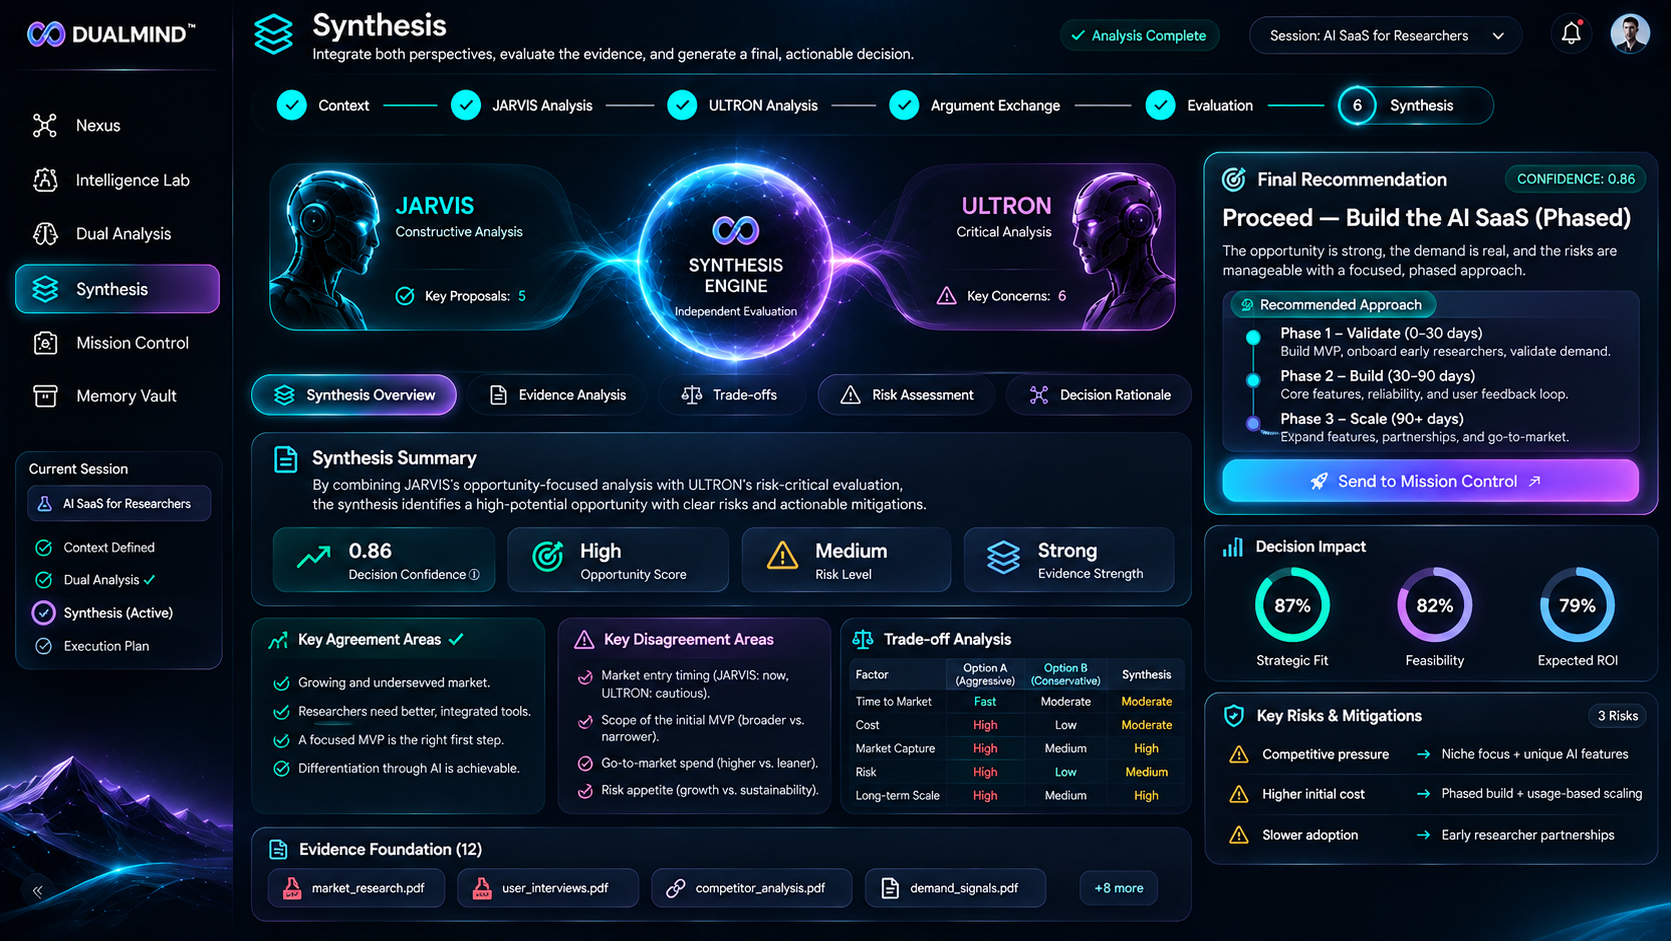 DUALMIND™
Nexus
Intelligence Lab
Dual Analysis
Synthesis
Mission Control
Memory Vault
Current Session
AI SaaS for Researchers
Context Defined
Dual Analysis
Synthesis (Active)
Execution Plan
Synthesis
Integrate both perspectives, evaluate the evidence, and generate a final, actionable decision.
Analysis Complete
Session: AI SaaS for Researchers
Context
JARVIS Analysis
ULTRON Analysis
Argument Exchange
Evaluation
6 Synthesis
JARVIS
Constructive Analysis
Key Proposals: 5
SYNTHESIS
ENGINE
Independent Evaluation
ULTRON
Critical Analysis
Key Concerns: 6
Synthesis Overview
Evidence Analysis
Trade-offs
Risk Assessment
Decision Rationale
Synthesis Summary
By combining JARVIS's opportunity-focused analysis with ULTRON's risk-critical evaluation,
the synthesis identifies a high-potential opportunity with clear risks and actionable mitigations.
0.86
Decision Confidence
High
Opportunity Score
Medium
Risk Level
Strong
Evidence Strength
Key Agreement Areas
Growing and undersevved market.
Researchers need better, integrated tools.
A focused MVP is the right first step.
Differentiation through AI is achievable.
Key Disagreement Areas
Market entry timing (JARVIS: now,
ULTRON: cautious).
Scope of the initial MVP (broader vs.
narrower).
Go-to-market spend (higher vs. leaner).
Risk appetite (growth vs. sustainability).
Trade-off Analysis
Factor Option A (Aggressive) Option B (Conservative) Synthesis
Time to Market Fast Moderate Moderate
Cost High Low Moderate
Market Capture High Medium High
Risk High Low Medium
Long-term Scale High Medium High
Evidence Foundation (12)
market_research.pdf
user_interviews.pdf
competitor_analysis.pdf
demand_signals.pdf
+8 more
Final Recommendation
CONFIDENCE: 0.86
Proceed — Build the AI SaaS (Phased)
The opportunity is strong, the demand is real, and the risks are
manageable with a focused, phased approach.
Recommended Approach
Phase 1 – Validate (0–30 days)
Build MVP, onboard early researchers, validate demand.
Phase 2 – Build (30–90 days)
Core features, reliability, and user feedback loop.
Phase 3 – Scale (90+ days)
Expand features, partnerships, and go-to-market.
Send to Mission Control
Decision Impact
87%
Strategic Fit
82%
Feasibility
79%
Expected ROI
Key Risks & Mitigations
3 Risks
Competitive pressure → Niche focus + unique AI features
Higher initial cost → Phased build + usage-based scaling
Slower adoption → Early researcher partnerships